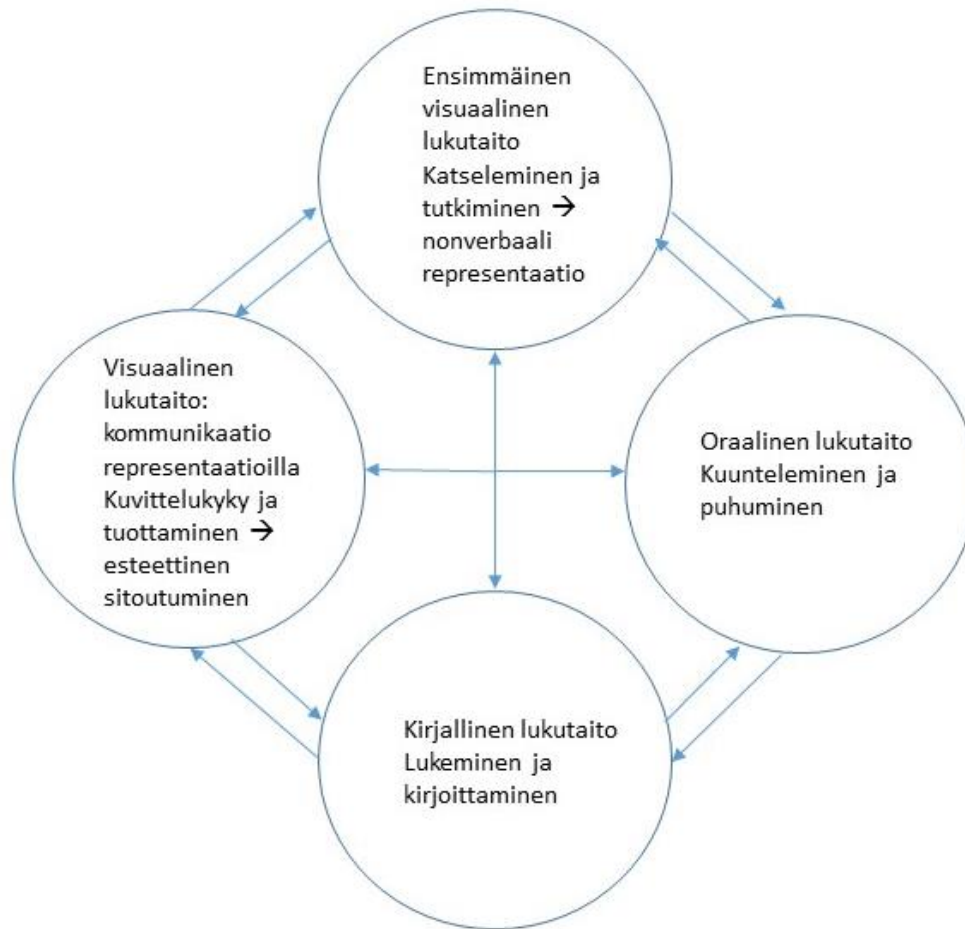 Ensimmäinen
visuaalinen
lukutaito
Katseleminen ja
tutkiminen →
nonverbaali
representaatio
Visuaalinen
lukutaito:
kommunikaatio
representaatioilla
Kuvittelukyky ja
tuottaminen →
esteettinen
sitoutuminen
Oraalinen lukutaito
Kuunteleminen ja
puhuminen
Kirjallinen lukutaito
Lukeminen ja
kirjoittaminen